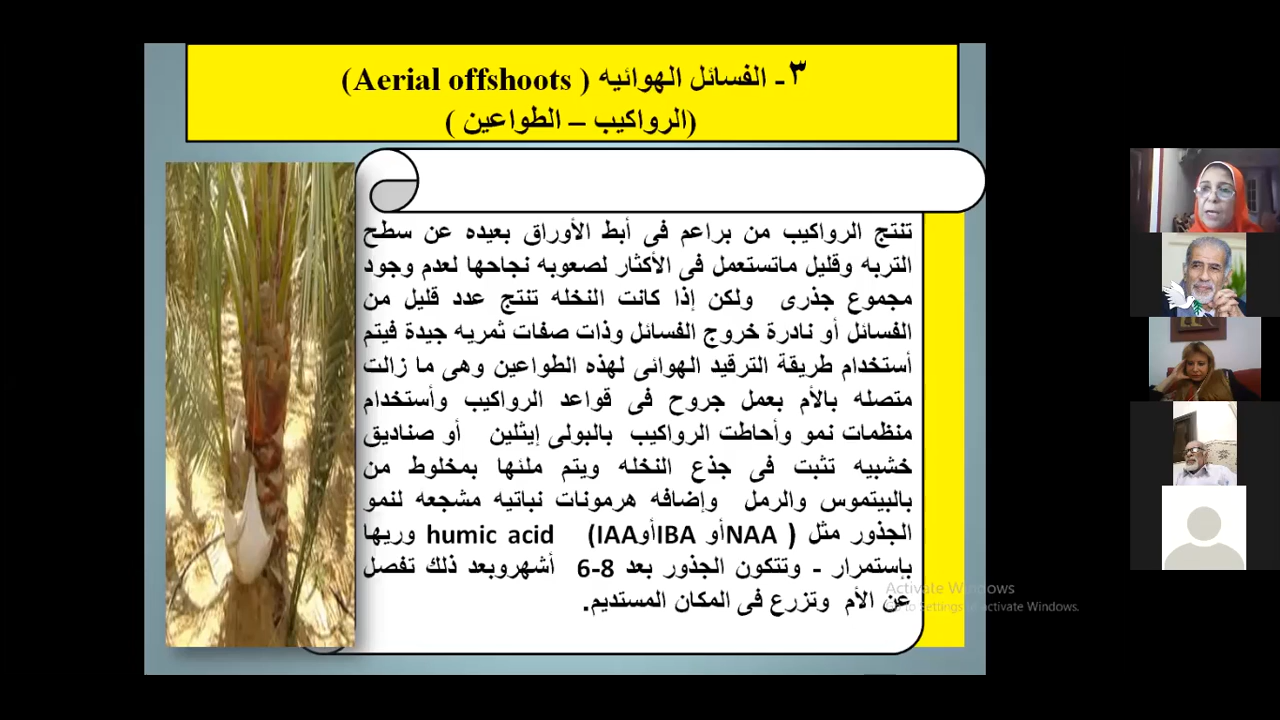 ٣- الفسائل الهوائيه ( Aerial offshoots)
(الرواكيب – الطواعين )
تنتج الرواكيب من براعم فى أبط الأوراق بعيده عن سطح
التربه وقليل ماتستعمل فى الأكثار لصعوبه نجاحها لعدم وجود
مجموع جذرى ولكن إذا كانت النخله تنتج عدد قليل من
الفسائل أو نادرة خروج الفسائل وذات صفات ثمريه جيدة فيتم
أستخدام طريقة الترقيد الهوائى لهذه الطواعين وهى ما زالت
متصله بالأم بعمل جروح فى قواعد الرواكيب وأستخدام
منظمات نمو وأحاطت الرواكيب بالبولى إيثلين أو صناديق
خشبيه تثبت فى جذع النخله ويتم ملئها بمخلوط من
بالبيتموس والرمل وإضافه هرمونات نباتيه مشجعه لنمو
الجذور مثل ( NAAأو IBAأوIAA) humic acid وريها
بإستمرار - وتتكون الجذور بعد 8-6 أشهروبعد ذلك تفصل
عن الأم وتزرع فى المكان المستديم.
Activate Windows
Go to Settings to activate Windows.